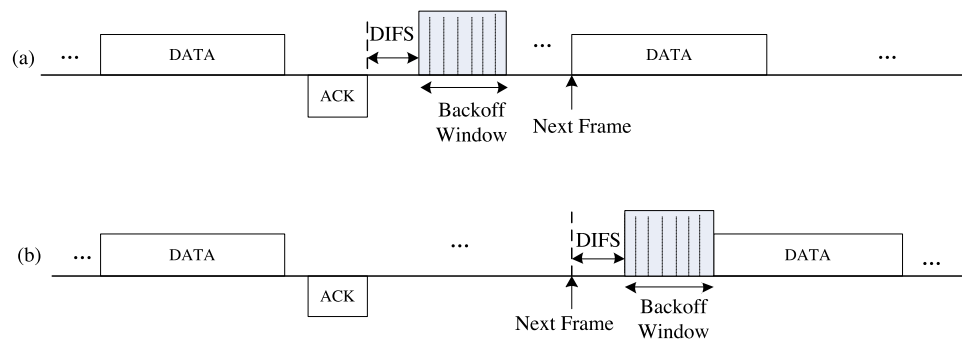 DIFS
(a)
...
DATA
...
DATA
...
ACK
Backoff
Window
Next Frame
DIFS
(b)
...
DATA
...
DATA
...
ACK
Backoff
Window
Next Frame